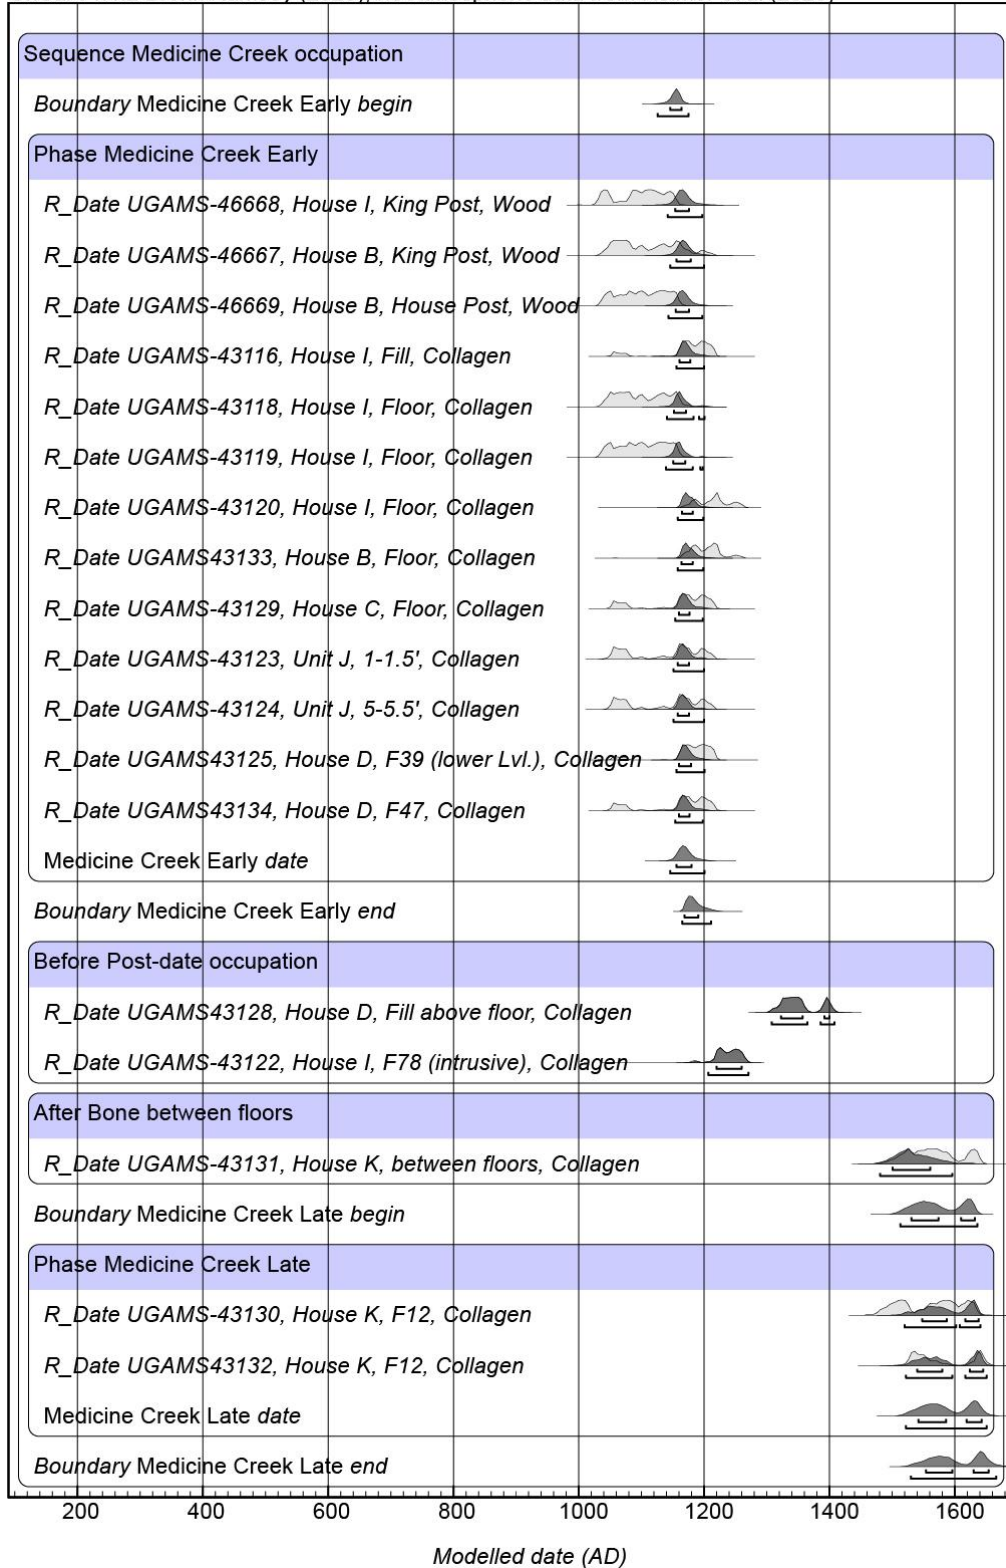 Sequence Medicine Creek occupation
Boundary Medicine Creek Early begin
Phase Medicine Creek Early
R_Date UGAMS-46668, House I, King Post, Wood
R_Date UGAMS-46667, House B, King Post, Wood
R_Date UGAMS-46669, House B, House Post, Wood
R_Date UGAMS-43116, House I, Fill, Collagen
R_Date UGAMS-43118, House I, Floor, Collagen
R_Date UGAMS-43119, House I, Floor, Collagen
R_Date UGAMS-43120, House I, Floor, Collagen
R_Date UGAMS43133, House B, Floor, Collagen
R_Date UGAMS-43129, House C, Floor, Collagen
R_Date UGAMS-43123, Unit J, 1-1.5', Collagen
R_Date UGAMS-43124, Unit J, 5-5.5', Collagen
R_Date UGAMS43125, House D, F39 (lower Lvl.), Collagen
R_Date UGAMS43134, House D, F47, Collagen
Medicine Creek Early date
Boundary Medicine Creek Early end
Before Post-date occupation
R_Date UGAMS43128, House D, Fill above floor, Collagen
R_Date UGAMS-43122, House I, F78 (intrusive), Collagen
After Bone between floors
R_Date UGAMS-43131, House K, between floors, Collagen
Boundary Medicine Creek Late begin
Phase Medicine Creek Late
R_Date UGAMS-43130, House K, F12, Collagen
R_Date UGAMS43132, House K, F12, Collagen
Medicine Creek Late date
Boundary Medicine Creek Late end
200 400 600 800 1000 1200 1400 1600
Modelled date (AD)